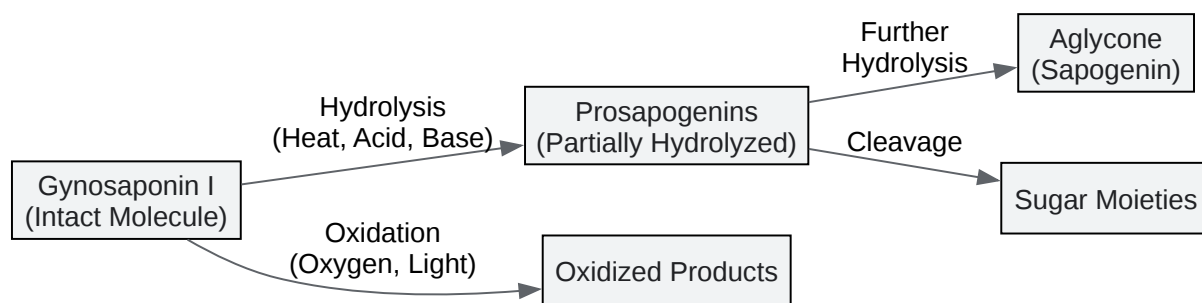 Gynosaponin I
(Intact Molecule)
Hydrolysis
(Heat, Acid, Base)
Oxidation
(Oxygen, Light)
Prosapogenins
(Partially Hydrolyzed)
Oxidized Products
Further
Hydrolysis
Cleavage
Aglycone
(Sapogenin)
Sugar Moieties